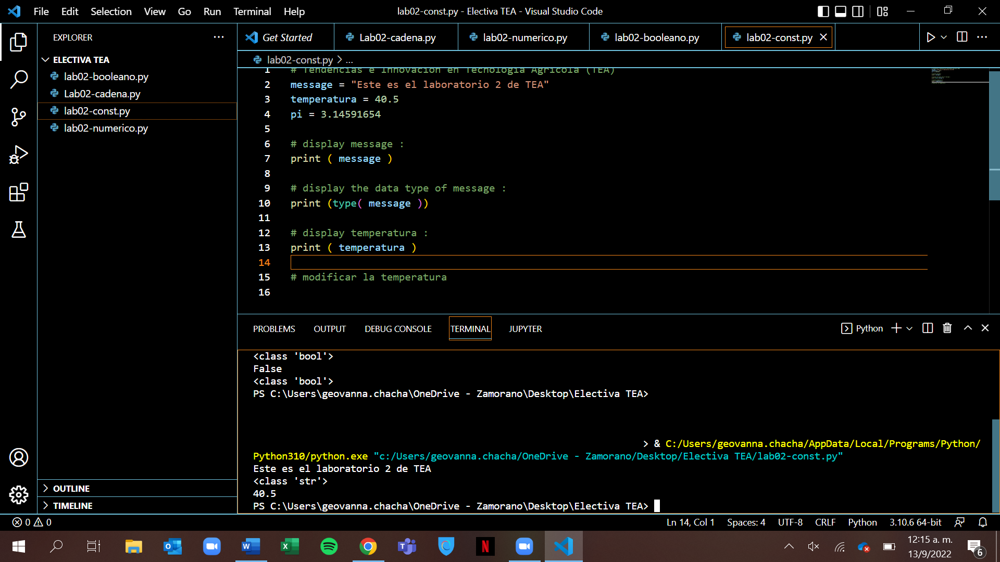 File Edit Selection View Go Run Terminal Help
lab02-const.py - Electiva TEA - Visual Studio Code
EXPLORER
Get Started
Lab02-cadena.py
lab02-numerico.py
lab02-booleano.py
lab02-const.py
ELECTIVA TEA
lab02-booleano.py
Lab02-cadena.py
lab02-const.py
lab02-numerico.py
lab02-const.py > ...
1 # Tendencias e Innovación en Tecnología Agrícola (TEA)
2 message = "Este es el laboratorio 2 de TEA"
3 temperatura = 40.5
4 pi = 3.14591654
5
6 # display message :
7 print ( message )
8
9 # display the data type of message :
10 print (type( message ))
11
12 # display temperatura :
13 print ( temperatura )
14
15 # modificar la temperatura
16
PROBLEMS OUTPUT DEBUG CONSOLE TERMINAL JUPYTER
Python
<class 'bool'>
False
<class 'bool'>
PS C:\Users\geovanna.chacha\OneDrive - Zamorano\Desktop\Electiva TEA>
> & C:/Users/geovanna.chacha/AppData/Local/Programs/Python/
Python310/python.exe "c:/Users/geovanna.chacha/OneDrive - Zamorano/Desktop/Electiva TEA/lab02-const.py"
Este es el laboratorio 2 de TEA
<class 'str'>
40.5
PS C:\Users\geovanna.chacha\OneDrive - Zamorano\Desktop\Electiva TEA>
OUTLINE
TIMELINE
0 0
Ln 14, Col 1 Spaces: 4 UTF-8 CRLF Python 3.10.6 64-bit
12:15 a. m.
13/9/2022
6